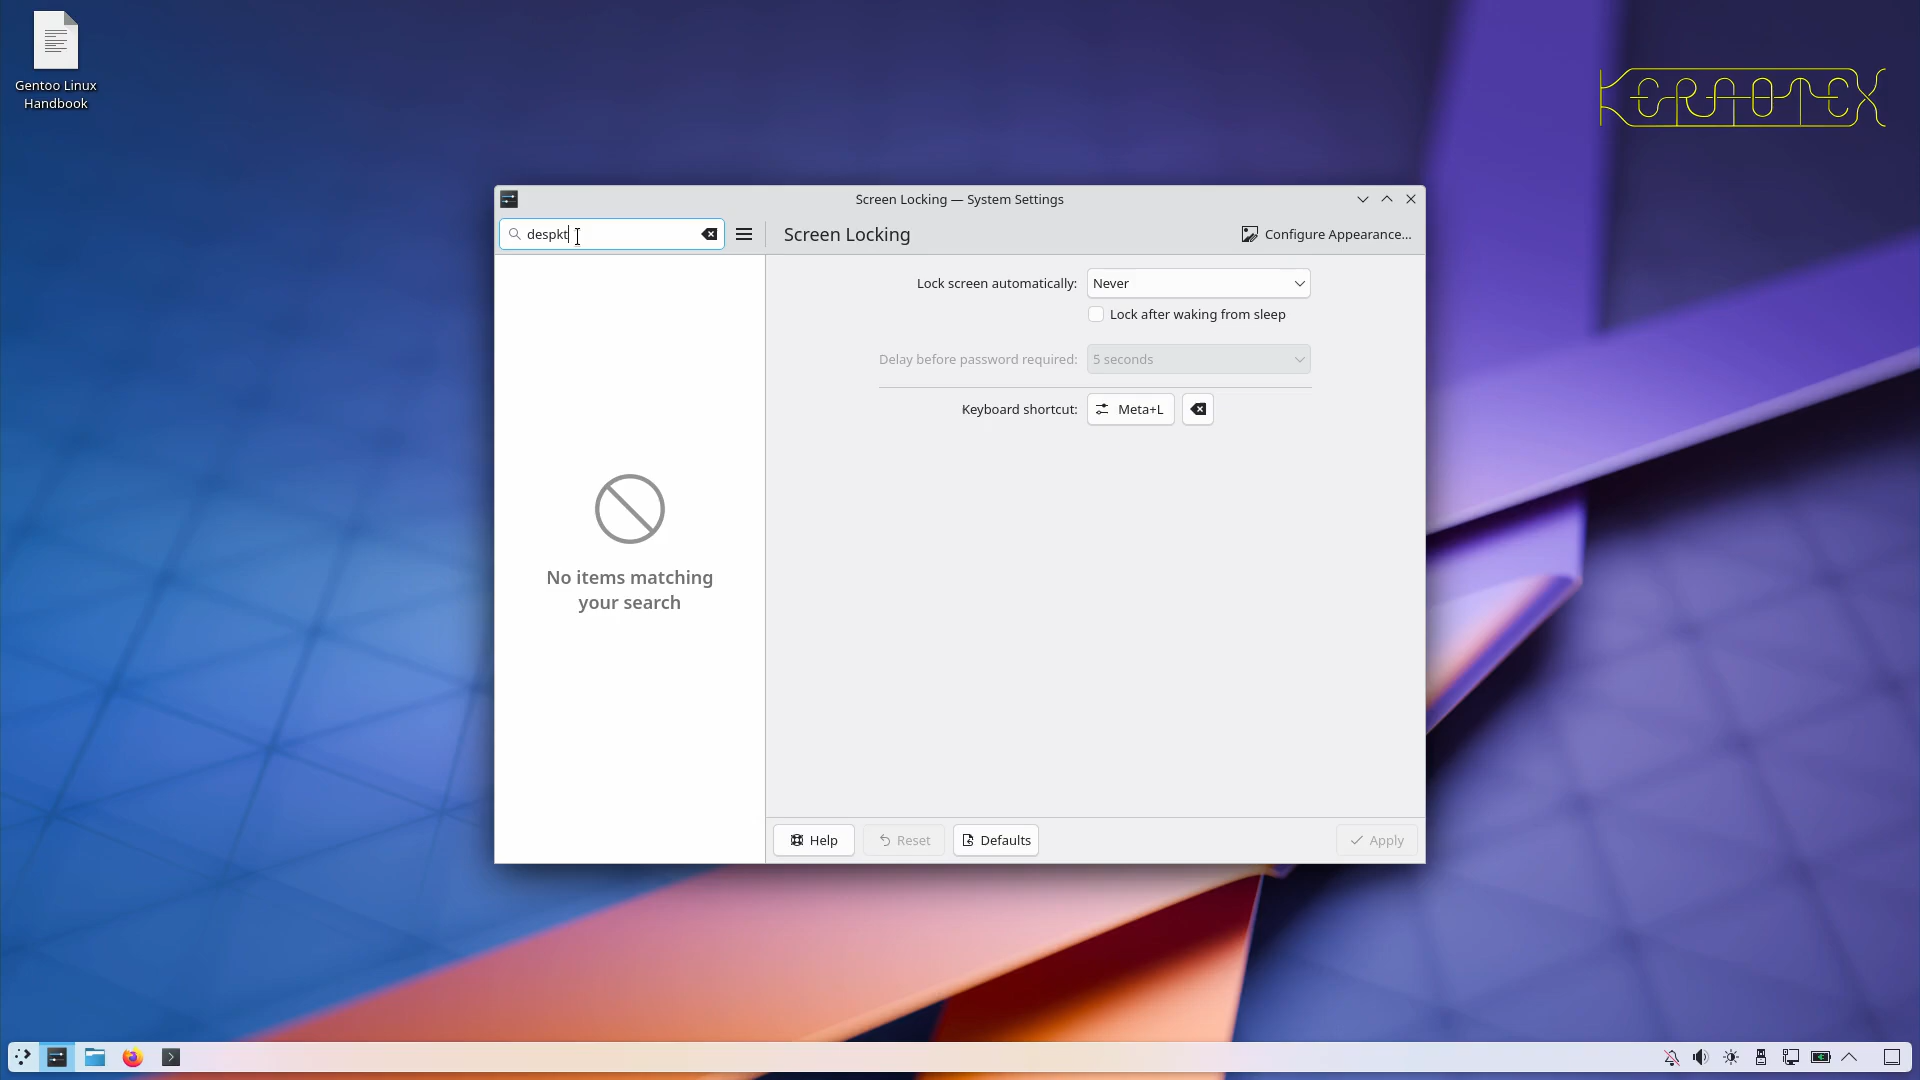 Gentoo Linux
Handbook
KERAOTEX
Screen Locking — System Settings
despkt
Screen Locking
Configure Appearance...
Lock screen automatically:
Never
Lock after waking from sleep
Delay before password required:
5 seconds
Keyboard shortcut:
Meta+L
No items matching
your search
Help
Reset
Defaults
Apply